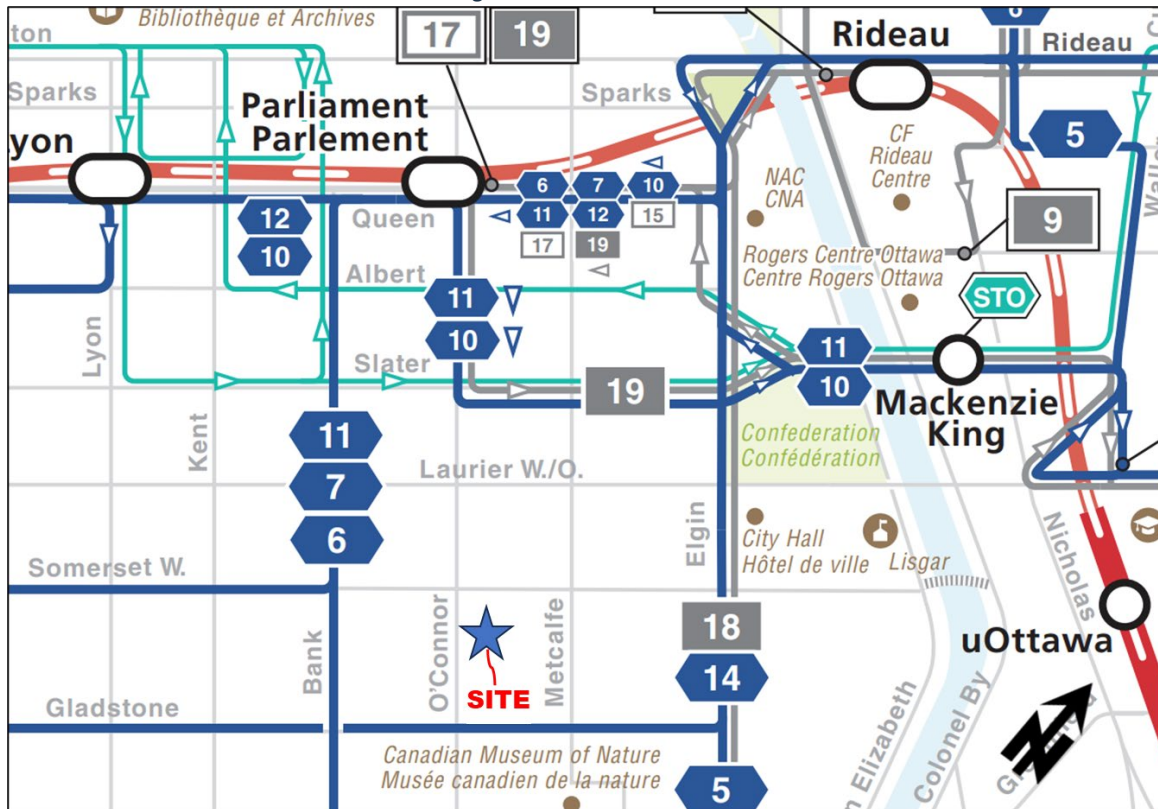 Bibliothèque et Archives
17
19
Rideau
Rideau
Sparks
Sparks
Parliament
Parlement
CF
Rideau
Centre
5
NAC
CNA
6
7
10
11
12
15
17
19
12
10
Queen
9
Rogers Centre Ottawa
Centre Rogers Ottawa
Albert
STO
11
10
Lyon
Slater
11
10
19
Mackenzie
King
Kent
11
7
6
Confederation
Confédération
Laurier W./O.
Elgin
City Hall
Hôtel de ville
Lisgar
Nicholas
Somerset W.
Bank
O'Connor
Metcalfe
SITE
18
14
uOttawa
Gladstone
Colonel By
Canadian Museum of Nature
Musée canadien de la nature
5
N